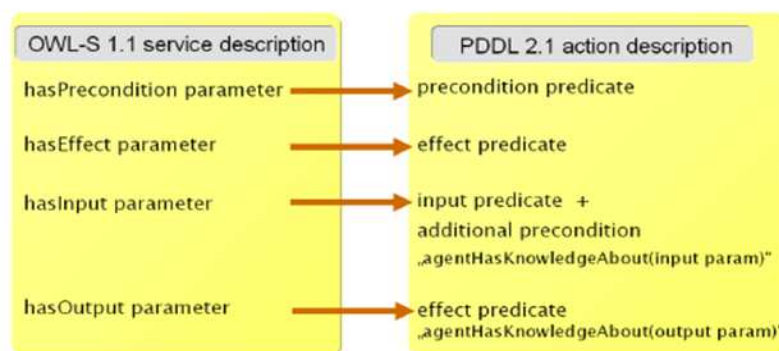 OWL-S 1.1 service description
hasPrecondition parameter
hasEffect parameter
hasInput parameter
hasOutput parameter
PDDL 2.1 action description
precondition predicate
effect predicate
input predicate +
additional precondition
„agentHasKnowledgeAbout(input param)“
effect predicate
„agentHasKnowledgeAbout(output param)“